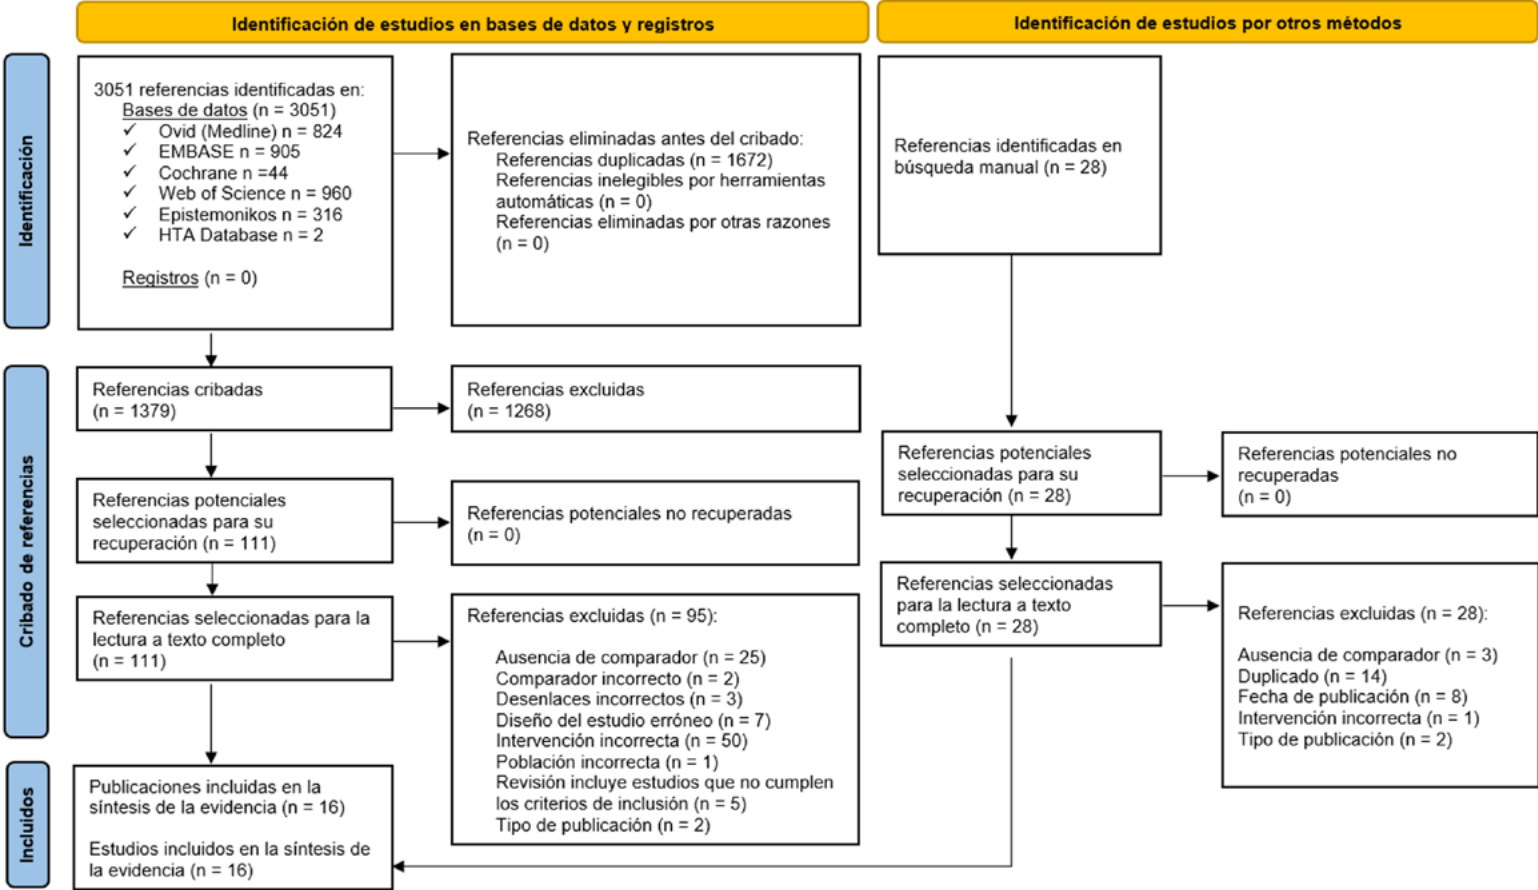 Identificación de estudios en bases de datos y registros
Identificación de estudios por otros métodos
Identificación
3051 referencias identificadas en:
Bases de datos (n = 3051)
✓ Ovid (Medline) n = 824
✓ EMBASE n = 905
✓ Cochrane n =44
✓ Web of Science n = 960
✓ Epistemonikos n = 316
✓ HTA Database n = 2
Registros (n = 0)
Referencias eliminadas antes del cribado:
Referencias duplicadas (n = 1672)
Referencias inelegibles por herramientas
automáticas (n = 0)
Referencias eliminadas por otras razones
(n = 0)
Referencias identificadas en
búsqueda manual (n = 28)
Cribado de referencias
Referencias cribadas
(n = 1379)
Referencias excluidas
(n = 1268)
Referencias potenciales
seleccionadas para su
recuperación (n = 111)
Referencias potenciales no recuperadas
(n = 0)
Referencias potenciales
seleccionadas para su
recuperación (n = 28)
Referencias potenciales no
recuperadas
(n = 0)
Referencias seleccionadas para la
lectura a texto completo
(n = 111)
Referencias excluidas (n = 95):
Ausencia de comparador (n = 25)
Comparador incorrecto (n = 2)
Desenlaces incorrectos (n = 3)
Diseño del estudio erróneo (n = 7)
Intervención incorrecta (n = 50)
Población incorrecta (n = 1)
Revisión incluye estudios que no cumplen
los criterios de inclusión (n = 5)
Tipo de publicación (n = 2)
Referencias seleccionadas
para la lectura a texto
completo (n = 28)
Referencias excluidas (n = 28):
Ausencia de comparador (n = 3)
Duplicado (n = 14)
Fecha de publicación (n = 8)
Intervención incorrecta (n = 1)
Tipo de publicación (n = 2)
Incluidos
Publicaciones incluidas en la
síntesis de la evidencia (n = 16)
Estudios incluidos en la síntesis de
la evidencia (n = 16)